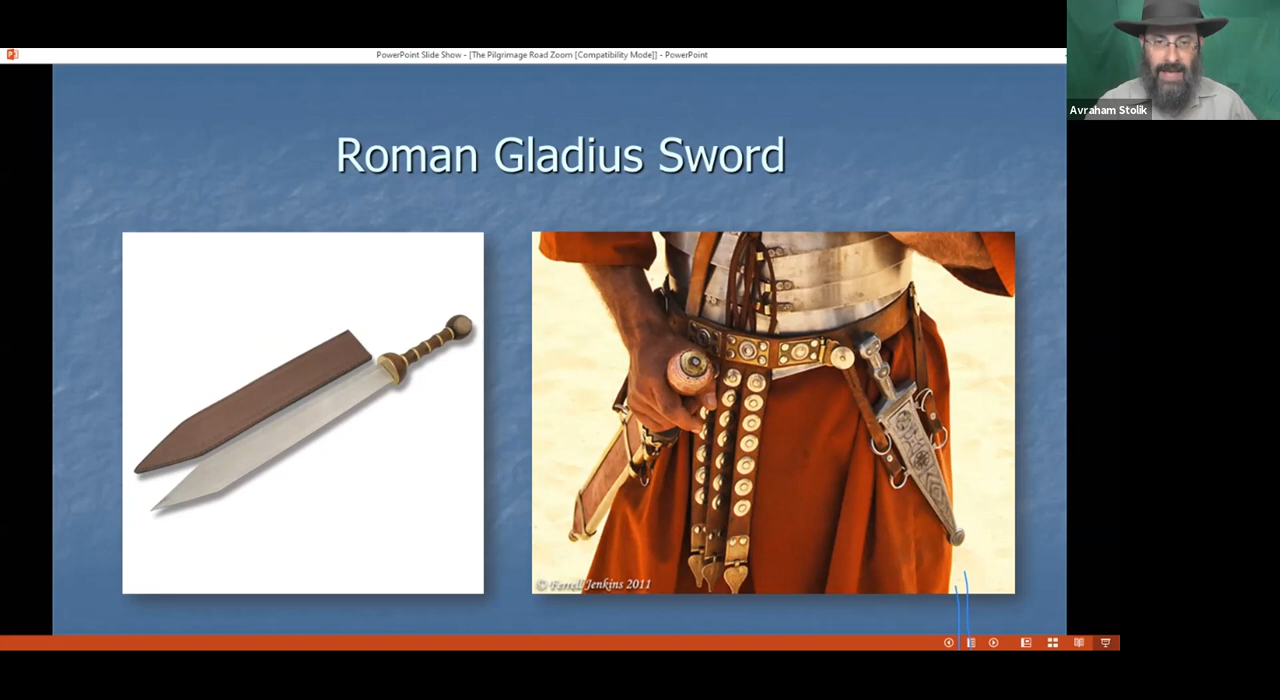 PowerPoint Slide Show - [The Pilgrimage Road Zoom [Compatibility Mode]] - PowerPoint
Avraham Stolik
Roman Gladius Sword
© Ferrell Jenkins 2011